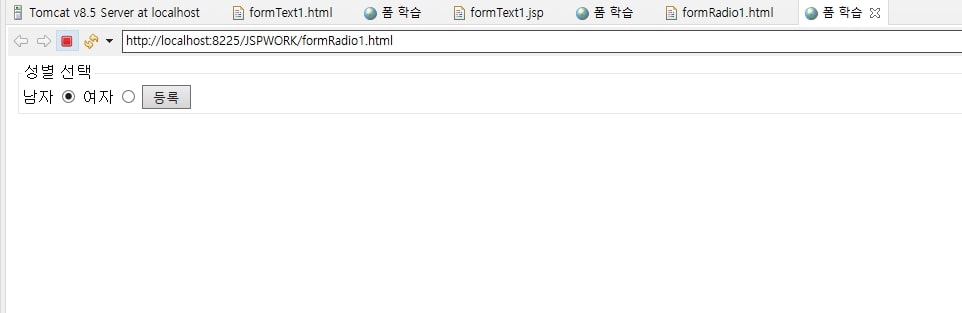 Tomcat v8.5 Server at localhost formText1.html 폼 학습 formText1.jsp 폼 학습 formRadio1.html 폼 학습
http://localhost:8225/JSPWORK/formRadio1.html
성별 선택
남자 여자 등록